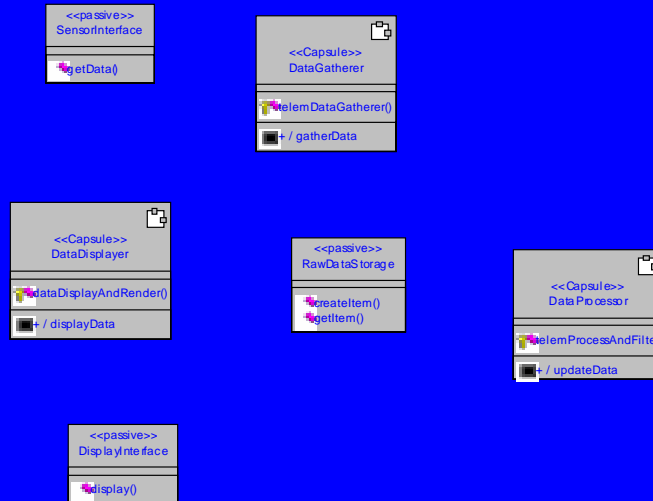 <<passive>>
SensorInterface
getData()
<<Capsule>>
DataGatherer
telemDataGatherer()
+ / gatherData
<<Capsule>>
DataDisplayer
dataDisplayAndRender()
+ / displayData
<<passive>>
RawDataStorage
createItem()
getItem()
<<Capsule>>
DataProcessor
telemProcessAndFilte
+ / updateData
<<passive>>
DisplayInterface
display()